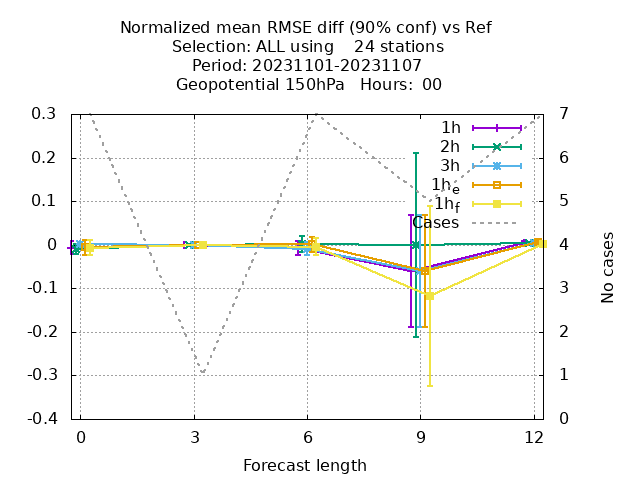 Normalized mean RMSE diff (90% conf) vs Ref
Selection: ALL using    24 stations
Period: 20231101-20231107
Geopotential 150hPa   Hours:  00
0.3
0.2
0.1
0
-0.1
-0.2
-0.3
-0.4
7
6
5
4
3
2
1
0
No cases
1h
2h
3h
1he
1hf
Cases
0 3 6 9 12
Forecast length